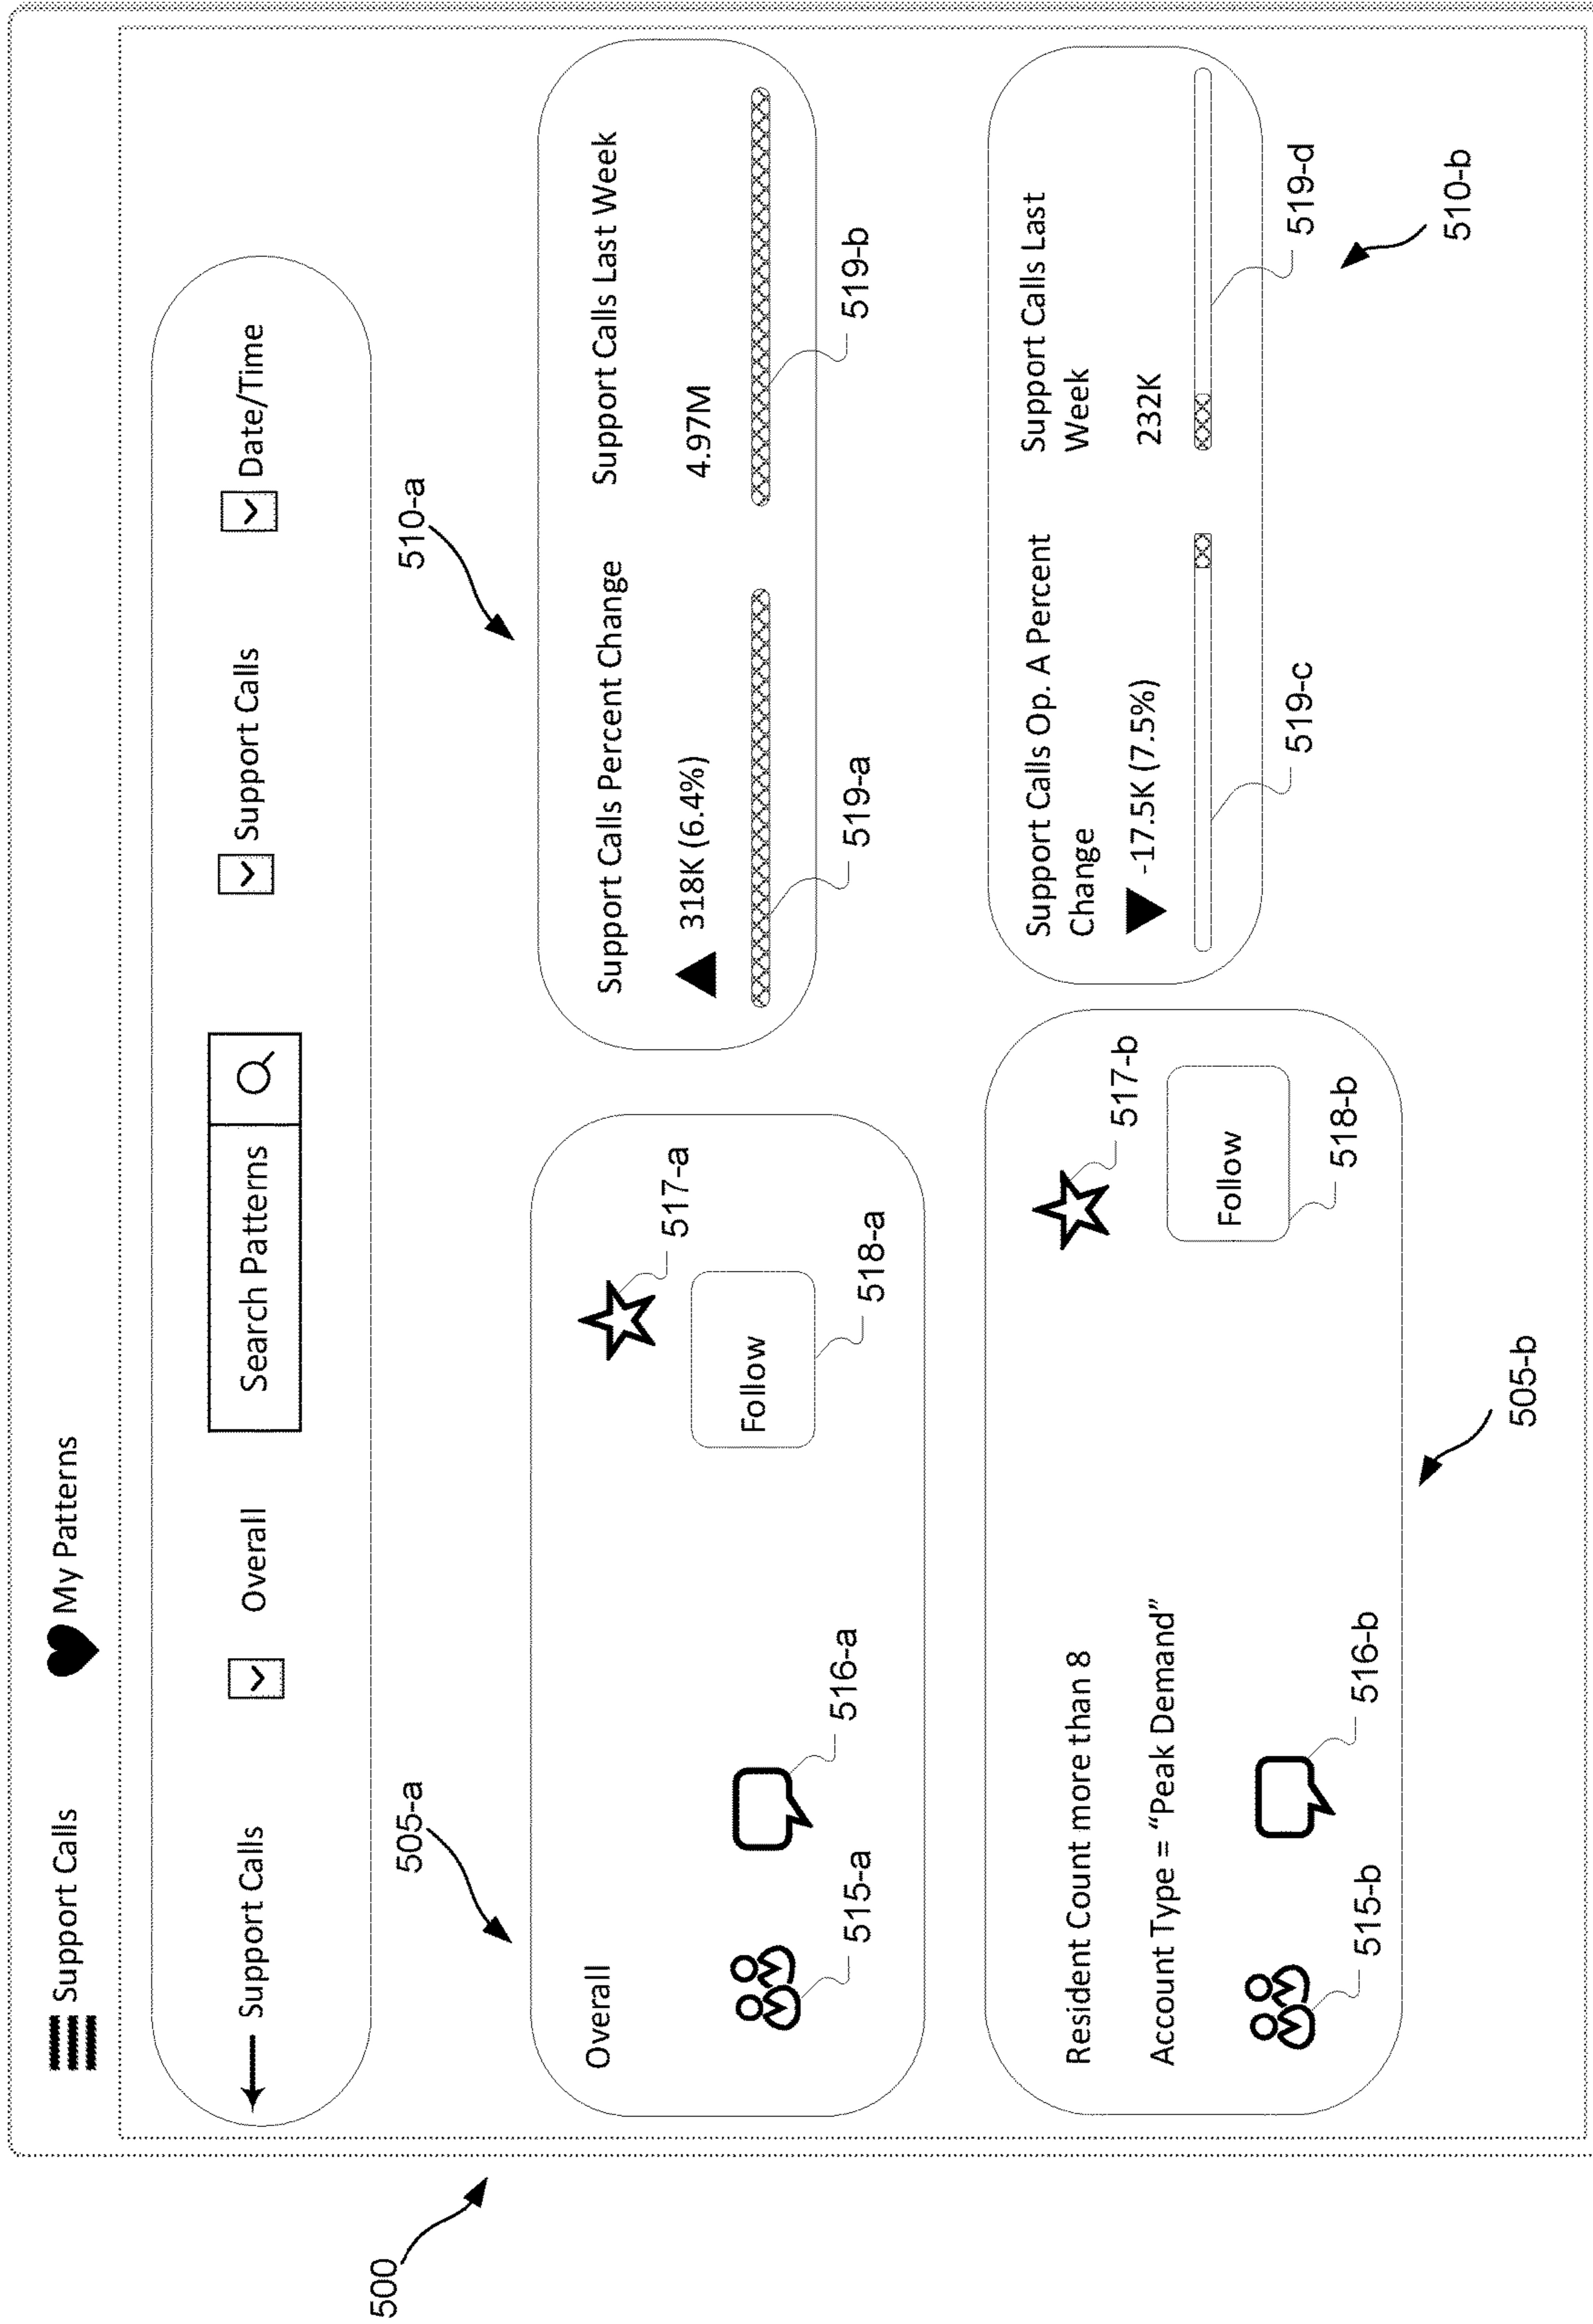 500
Support Calls
My Patterns
Support Calls
Overall
Search Patterns
Support Calls
Date/Time
505-a
510-a
Overall
515-a
516-a
517-a
Follow
518-a
Support Calls Percent Change
318K (6.4%)
519-a
Support Calls Last Week
4.97M
519-b
Resident Count more than 8
Account Type = “Peak Demand”
515-b
516-b
517-b
Follow
518-b
505-b
Support Calls Op. A Percent
Change
-17.5K (7.5%)
519-c
Support Calls Last
Week
232K
519-d
510-b